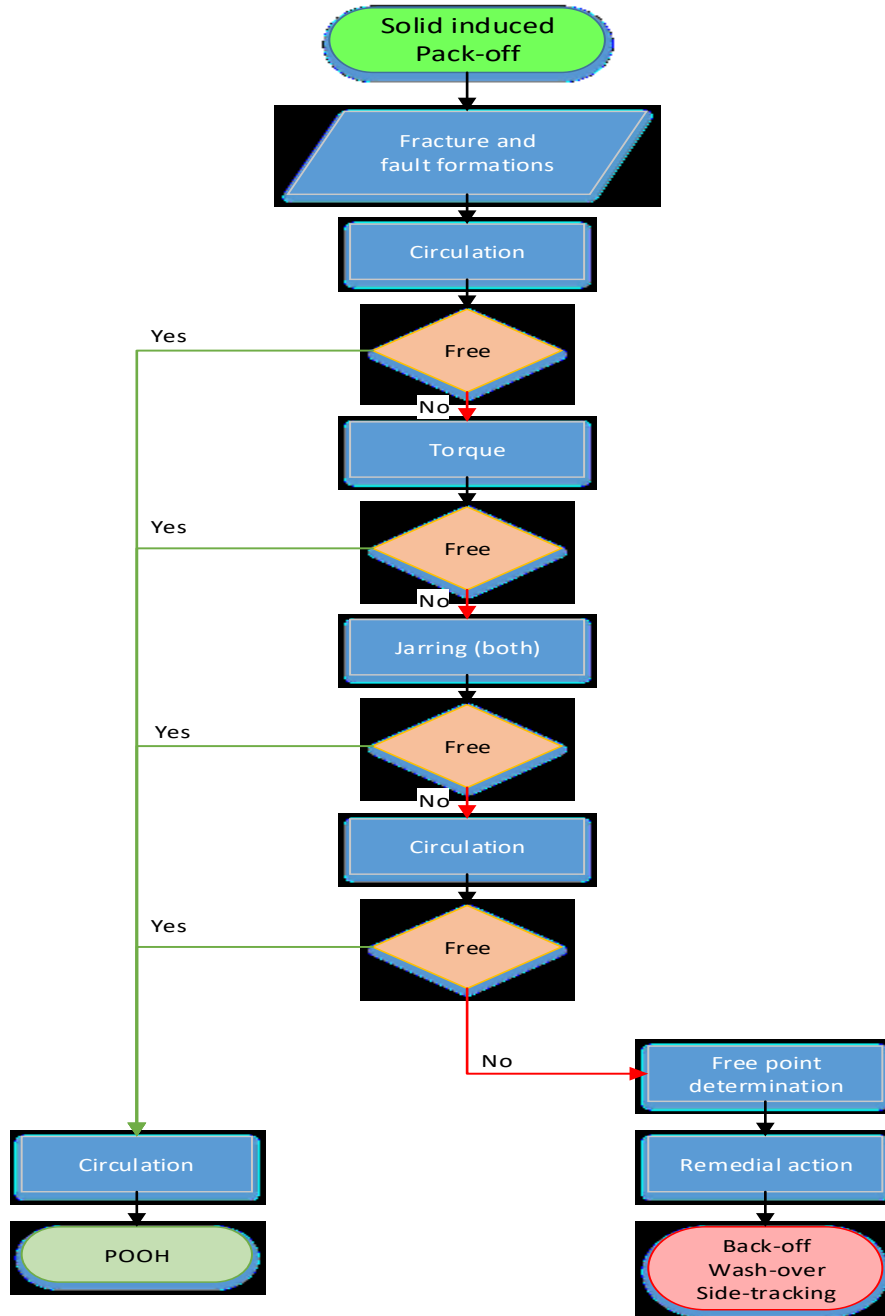 Solid induced
Pack-off
Fracture and
fault formations
Circulation
Yes
Free
No
Torque
Yes
Free
No
Jarring (both)
Yes
Free
No
Circulation
Yes
Free
No
Free point
determination
Circulation
Remedial action
POOH
Back-off
Wash-over
Side-tracking